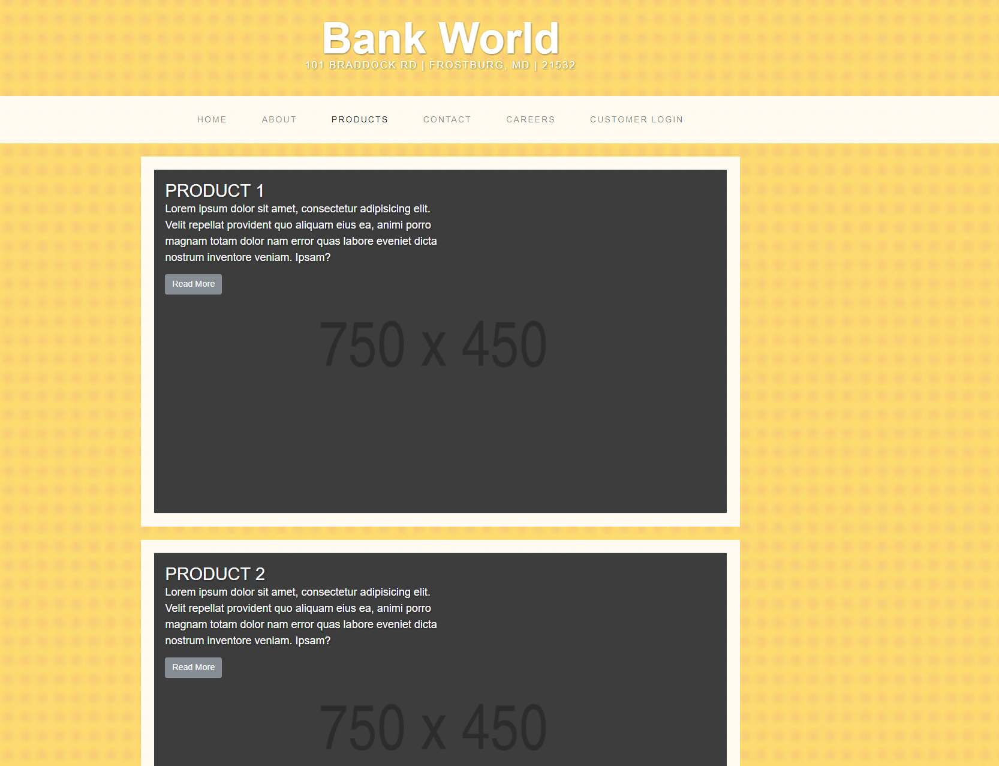 Bank World
101 BRADDOCK RD | FROSTBURG, MD | 21532
HOME ABOUT PRODUCTS CONTACT CAREERS CUSTOMER LOGIN
PRODUCT 1
Lorem ipsum dolor sit amet, consectetur adipisicing elit.
Velit repellat provident quo aliquam eius ea, animi porro
magnam totam dolor nam error quas labore eveniet dicta
nostrum inventore veniam. Ipsam?
Read More
750 x 450
PRODUCT 2
Lorem ipsum dolor sit amet, consectetur adipisicing elit.
Velit repellat provident quo aliquam eius ea, animi porro
magnam totam dolor nam error quas labore eveniet dicta
nostrum inventore veniam. Ipsam?
Read More
750 x 450